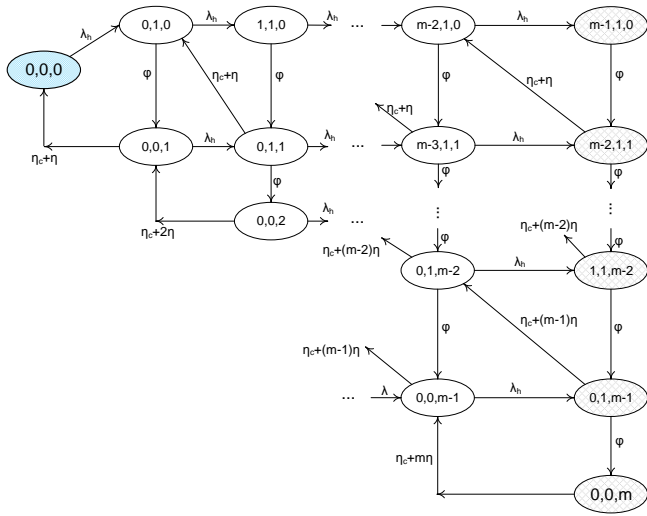 λh λh λh λh
0,1,0 1,1,0 ... m-2,1,0 m-1,1,0
0,0,0
φ ηc+η φ φ ηc+η φ
ηc+η
λh λh λh
0,0,1 0,1,1 ... m-3,1,1 m-2,1,1
ηc+η
φ φ φ
0,0,2 λh ... ⋮ ⋮
ηc+2η
ηc+(m-2)η φ ηc+(m-2)η φ
0,1,m-2 λh 1,1,m-2
φ ηc+(m-1)η φ
ηc+(m-1)η
... λ 0,0,m-1 λh 0,1,m-1
φ
ηc+mη
0,0,m